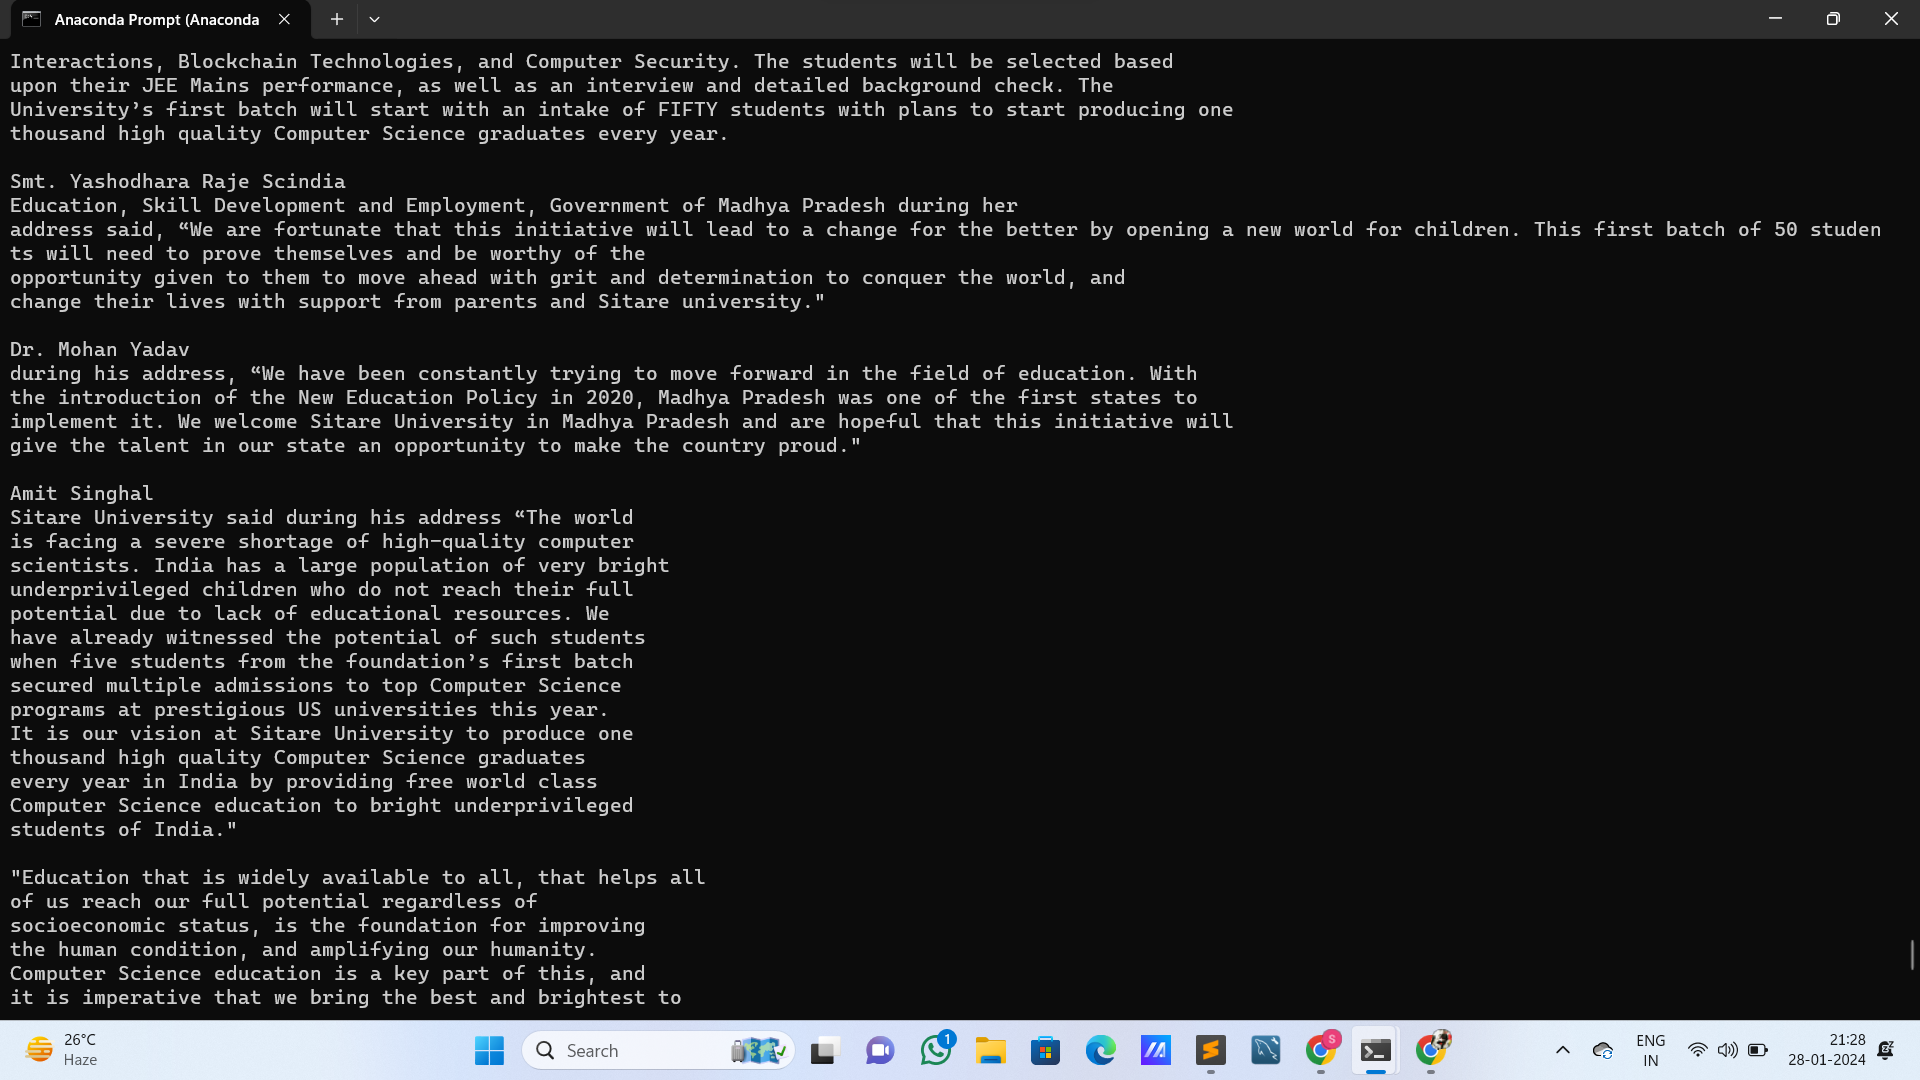 Anaconda Prompt (Anaconda
Interactions, Blockchain Technologies, and Computer Security. The students will be selected based
upon their JEE Mains performance, as well as an interview and detailed background check. The
University’s first batch will start with an intake of FIFTY students with plans to start producing one
thousand high quality Computer Science graduates every year.
Smt. Yashodhara Raje Scindia
Education, Skill Development and Employment, Government of Madhya Pradesh during her
address said, “We are fortunate that this initiative will lead to a change for the better by opening a new world for children. This first batch of 50 studen
ts will need to prove themselves and be worthy of the
opportunity given to them to move ahead with grit and determination to conquer the world, and
change their lives with support from parents and Sitare university."
Dr. Mohan Yadav
during his address, “We have been constantly trying to move forward in the field of education. With
the introduction of the New Education Policy in 2020, Madhya Pradesh was one of the first states to
implement it. We welcome Sitare University in Madhya Pradesh and are hopeful that this initiative will
give the talent in our state an opportunity to make the country proud."
Amit Singhal
Sitare University said during his address “The world
is facing a severe shortage of high-quality computer
scientists. India has a large population of very bright
underprivileged children who do not reach their full
potential due to lack of educational resources. We
have already witnessed the potential of such students
when five students from the foundation’s first batch
secured multiple admissions to top Computer Science
programs at prestigious US universities this year.
It is our vision at Sitare University to produce one
thousand high quality Computer Science graduates
every year in India by providing free world class
Computer Science education to bright underprivileged
students of India."
"Education that is widely available to all, that helps all
of us reach our full potential regardless of
socioeconomic status, is the foundation for improving
the human condition, and amplifying our humanity.
Computer Science education is a key part of this, and
it is imperative that we bring the best and brightest to
26°C
Haze
Search
1
S
ENG
IN
21:28
28-01-2024